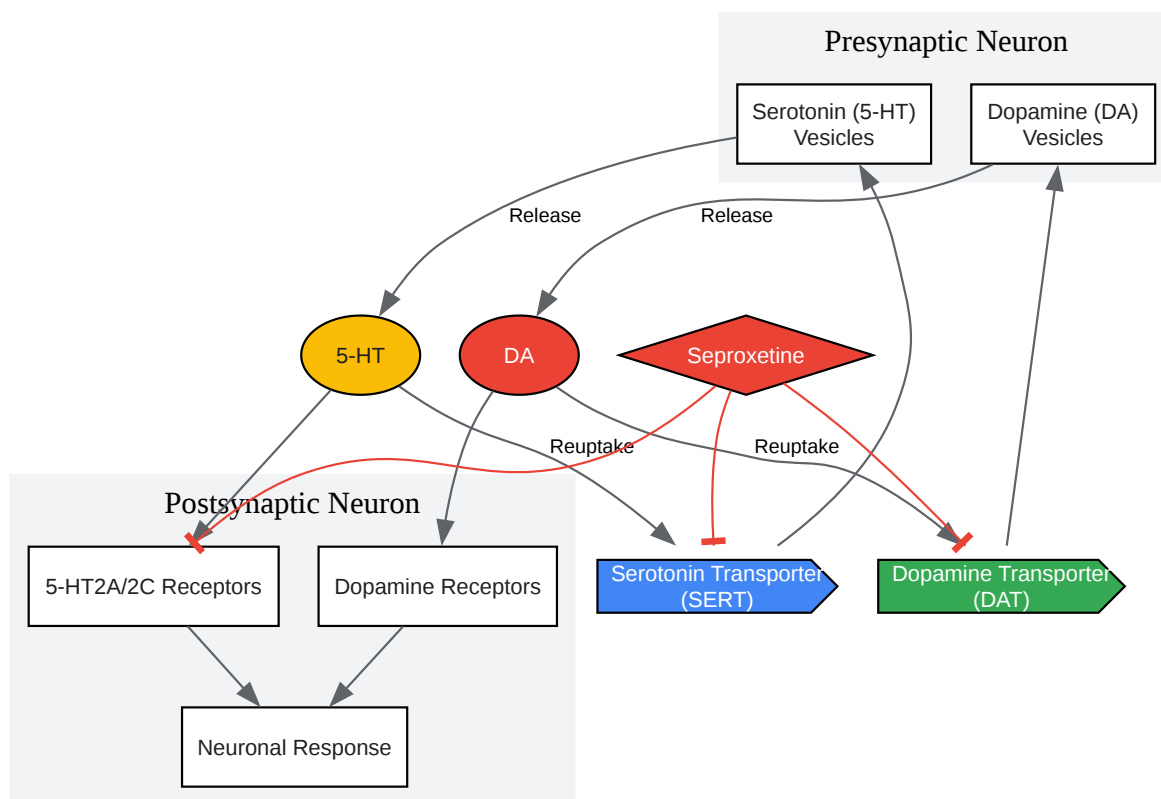 Presynaptic Neuron
Serotonin (5-HT)
Vesicles
Dopamine (DA)
Vesicles
Release
Release
5-HT
DA
Seproxetine
Reuptake
Reuptake
Postsynaptic Neuron
5-HT2A/2C Receptors
Dopamine Receptors
Serotonin Transporter
(SERT)
Dopamine Transporter
(DAT)
Neuronal Response